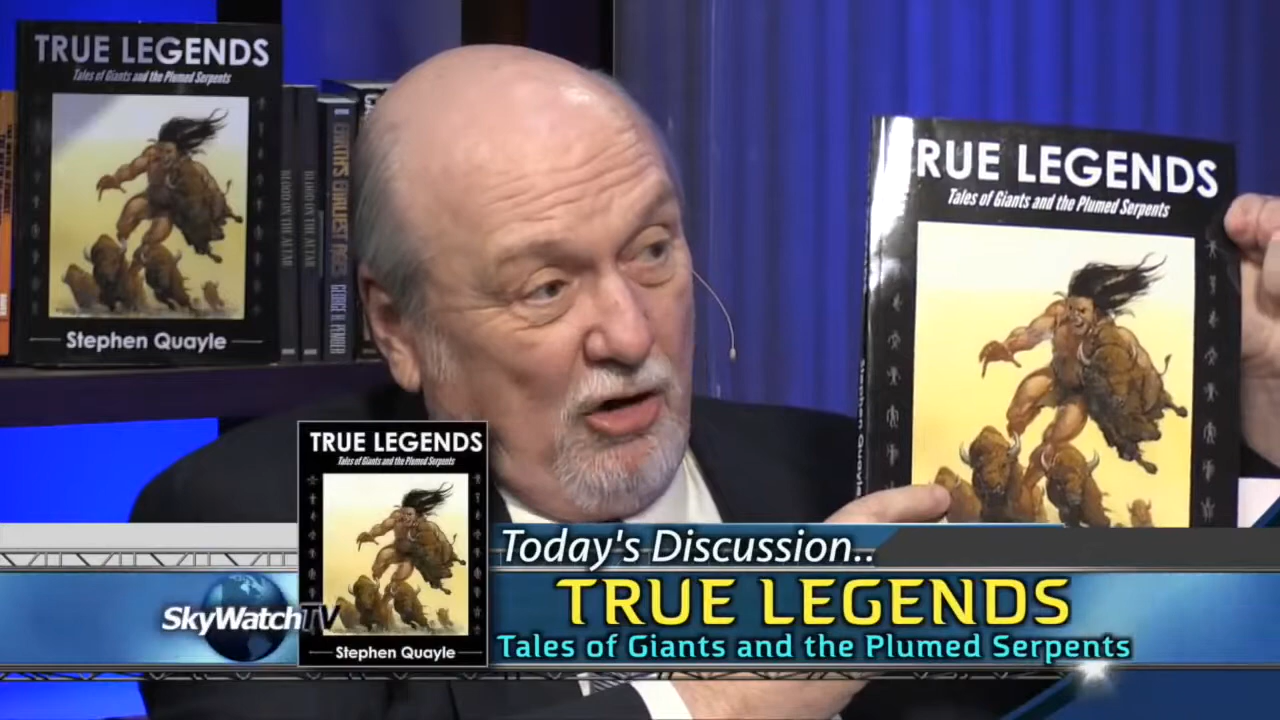 TRUE LEGENDS
Tales of Giants and the Plumed Serpents
Stephen Quayle
BLOOD ON THE ALTAR
BLOOD ON THE ALTAR
EARTH'S EARLIEST AGES
GEORGE H. PEMBER
RUE LEGENDS
Tales of Giants and the Plumed Serpents
Stephen Quayle
TRUE LEGENDS
Tales of Giants and the Plumed Serpents
Stephen Quayle
SkyWatchTV
Today's Discussion..
TRUE LEGENDS
Tales of Giants and the Plumed Serpents